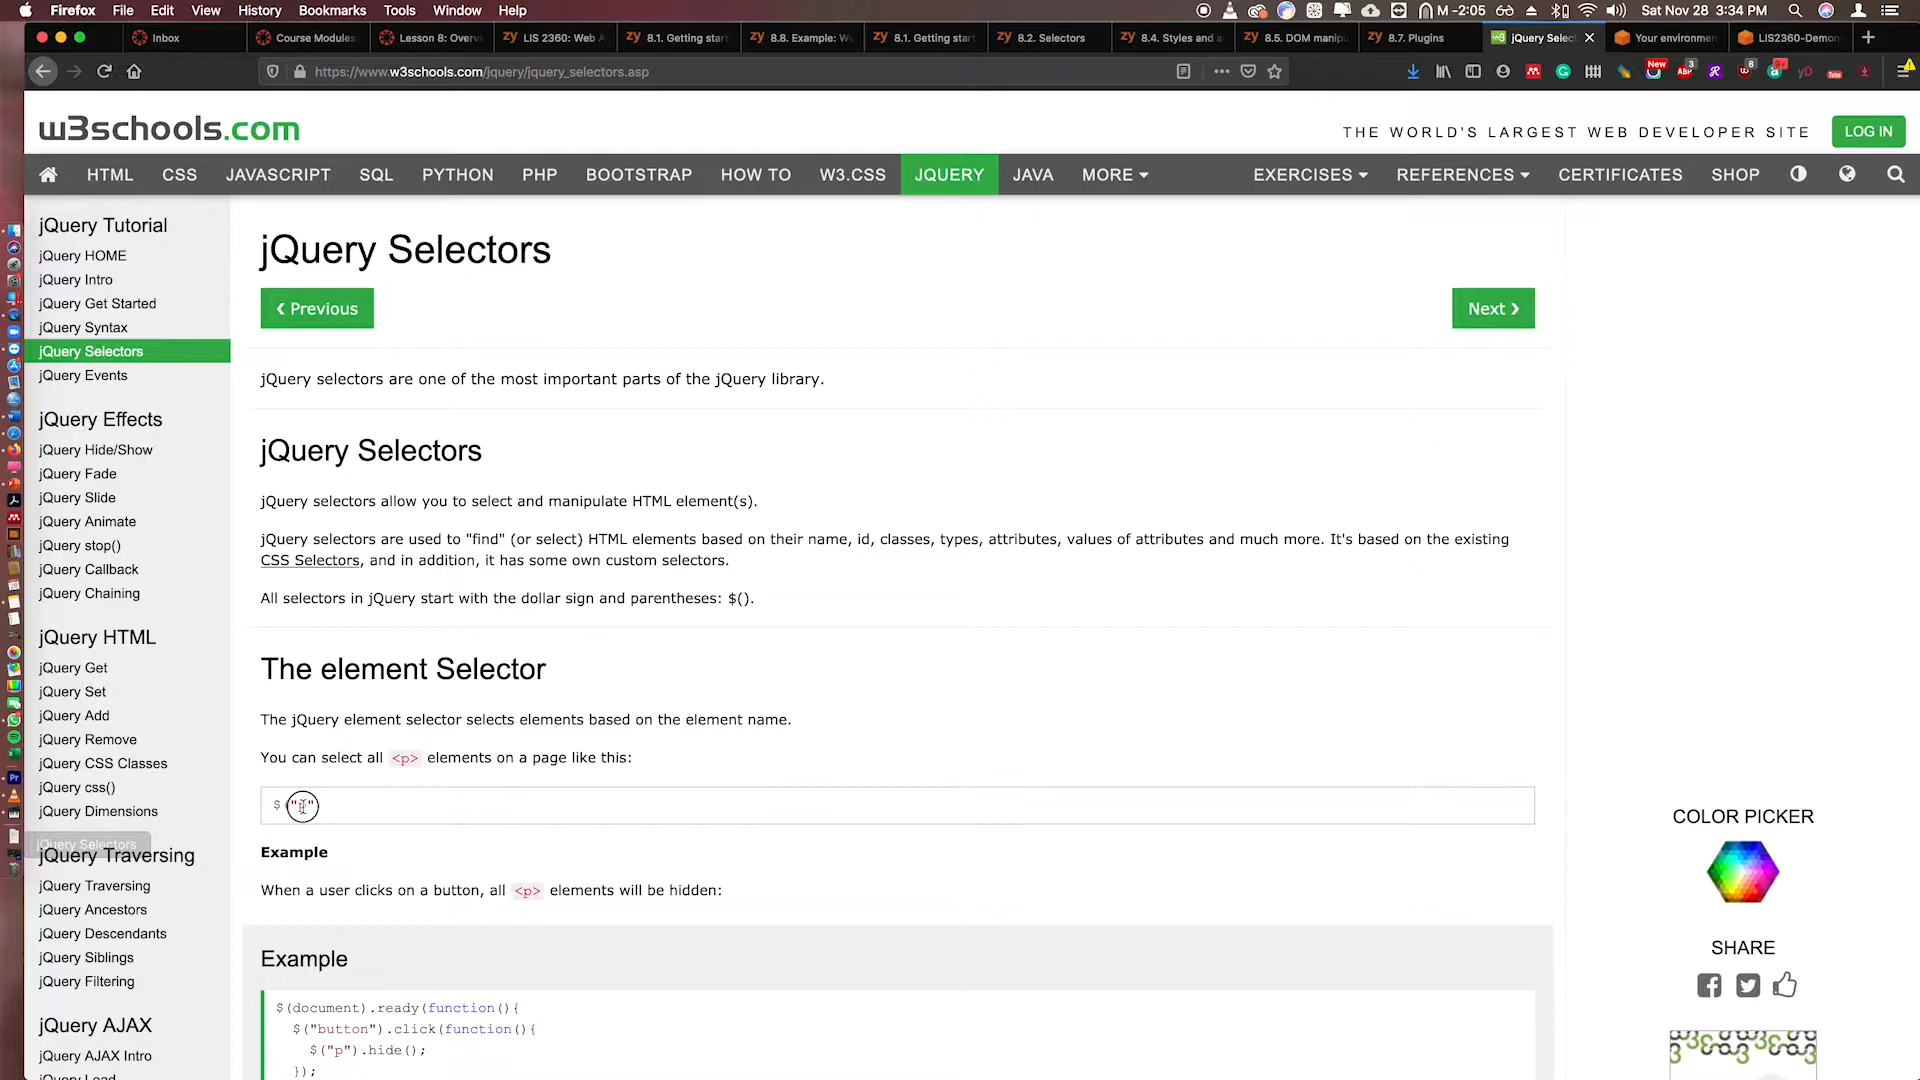 Firefox File Edit View History Bookmarks Tools Window Help M -2:05 Sat Nov 28 3:34 PM
Inbox Course Modules Lesson 8: Overv LIS 2360: Web A 8.1. Getting star 8.8. Example: We 8.1. Getting star 8.2. Selectors 8.4. Styles and a 8.5. DOM manipu 8.7. Plugins jQuery Select Your environmen LIS2360-Demon
https://www.w3schools.com/jquery/jquery_selectors.asp
w3schools.com
THE WORLD'S LARGEST WEB DEVELOPER SITE
LOG IN
HTML CSS JAVASCRIPT SQL PYTHON PHP BOOTSTRAP HOW TO W3.CSS JQUERY JAVA MORE EXERCISES REFERENCES CERTIFICATES SHOP
jQuery Tutorial
jQuery HOME
jQuery Intro
jQuery Get Started
jQuery Syntax
jQuery Selectors
jQuery Events
jQuery Effects
jQuery Hide/Show
jQuery Fade
jQuery Slide
jQuery Animate
jQuery stop()
jQuery Callback
jQuery Chaining
jQuery HTML
jQuery Get
jQuery Set
jQuery Add
jQuery Remove
jQuery CSS Classes
jQuery css()
jQuery Dimensions
jQuery Selectors
jQuery Traversing
jQuery Traversing
jQuery Ancestors
jQuery Descendants
jQuery Siblings
jQuery Filtering
jQuery AJAX
jQuery AJAX Intro
jQuery Load
jQuery Selectors
❮ Previous
Next ❯
jQuery selectors are one of the most important parts of the jQuery library.
jQuery Selectors
jQuery selectors allow you to select and manipulate HTML element(s).
jQuery selectors are used to "find" (or select) HTML elements based on their name, id, classes, types, attributes, values of attributes and much more. It's based on the existing
CSS Selectors, and in addition, it has some own custom selectors.
All selectors in jQuery start with the dollar sign and parentheses: $().
The element Selector
The jQuery element selector selects elements based on the element name.
You can select all <p> elements on a page like this:
Example
When a user clicks on a button, all <p> elements will be hidden:
Example
$(document).ready(function(){
$("button").click(function(){
$("p").hide();
});
COLOR PICKER
SHARE